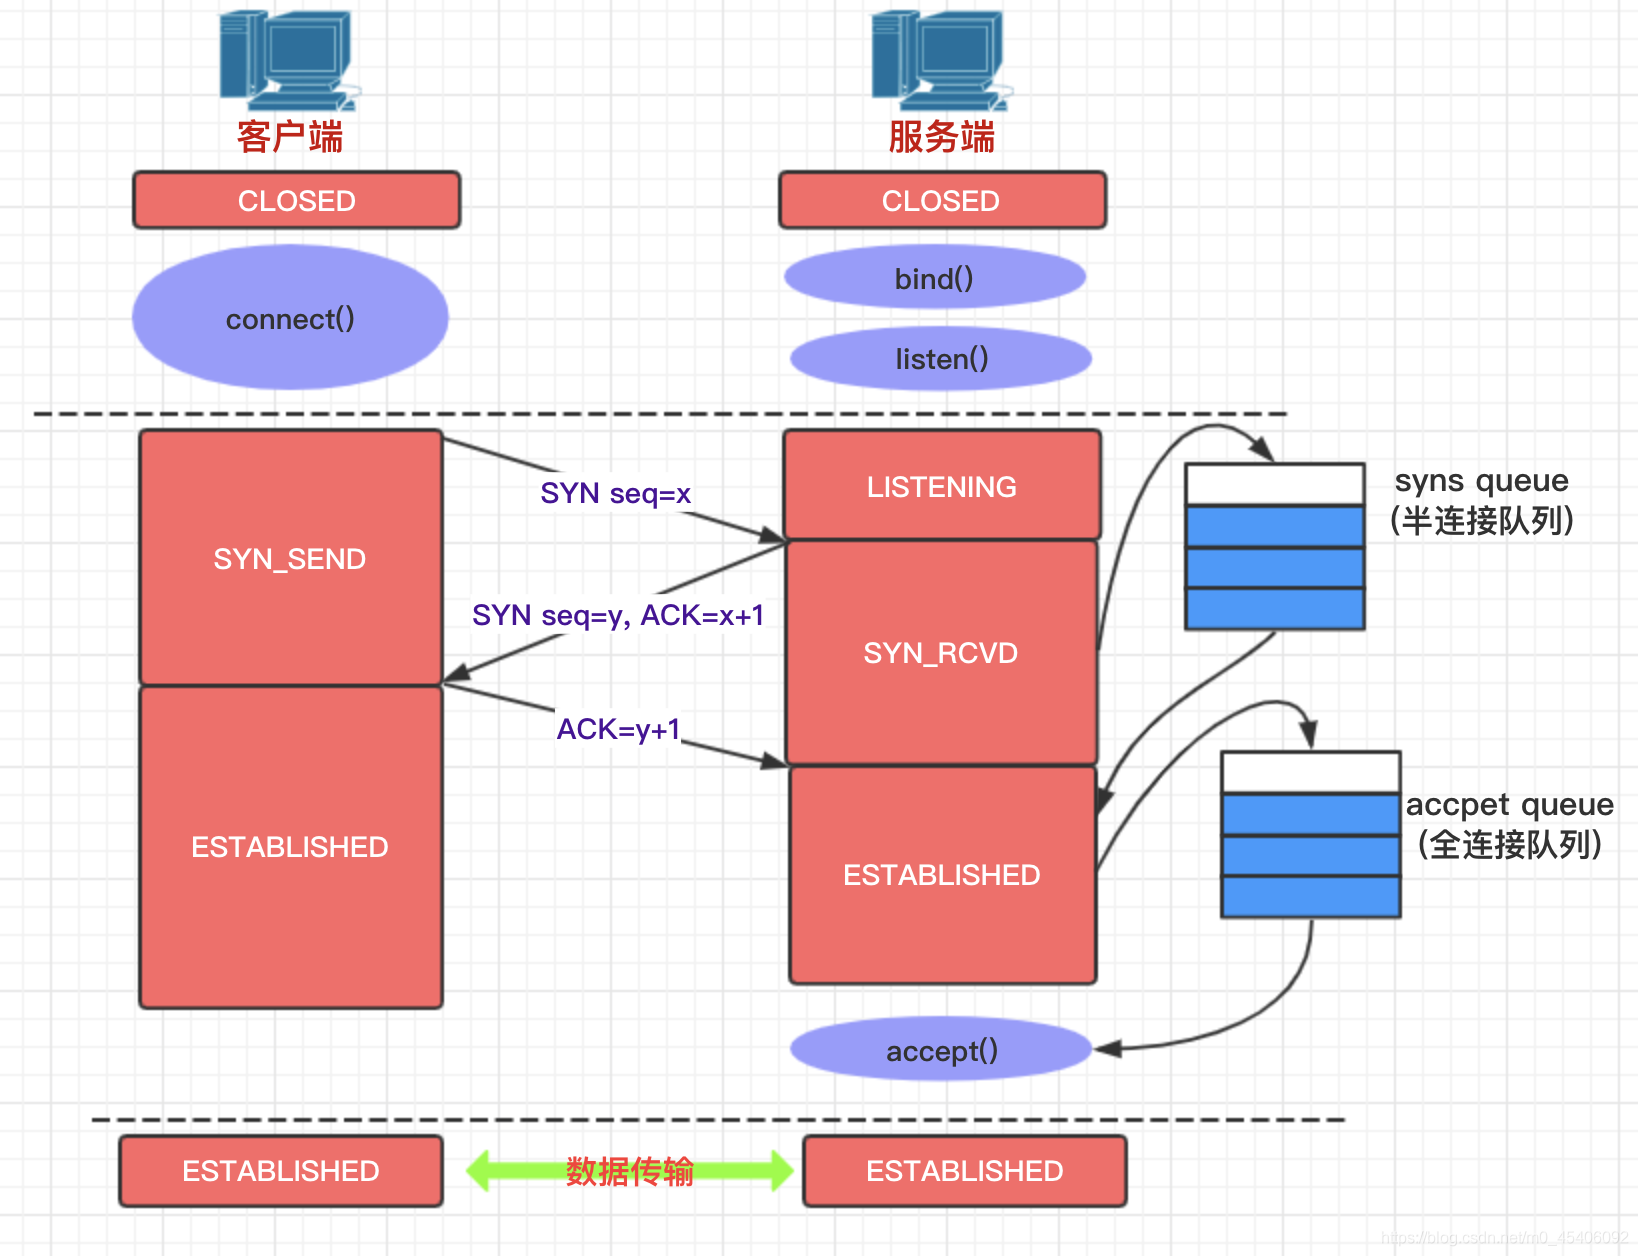 客户端
服务端
CLOSED
CLOSED
connect()
bind()
listen()
SYN_SEND
SYN seq=x
LISTENING
syns queue
(半连接队列)
SYN seq=y, ACK=x+1
SYN_RCVD
ACK=y+1
ESTABLISHED
ESTABLISHED
accpet queue
(全连接队列)
accept()
ESTABLISHED
数据传输
ESTABLISHED
https://blog.csdn.net/m0_45406092